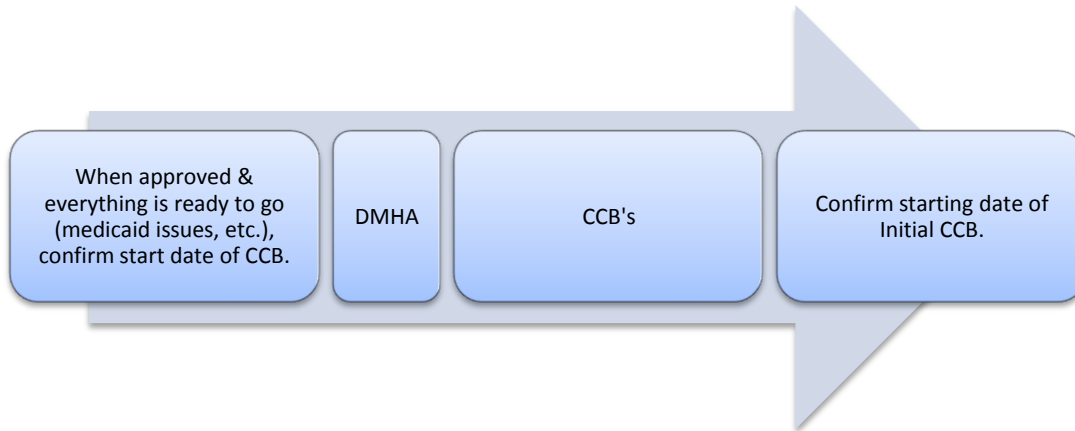 When approved &
everything is ready to go
(medicaid issues, etc.),
confirm start date of CCB.
DMHA
CCB's
Confirm starting date of
Initial CCB.